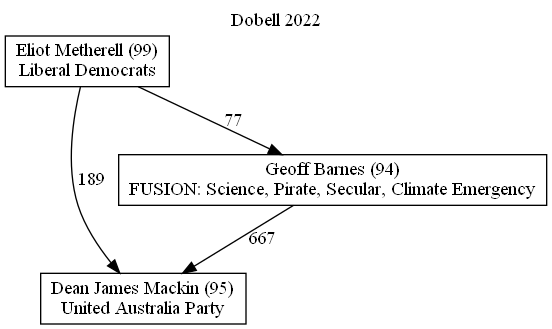 Dobell 2022
Eliot Metherell (99)
Liberal Democrats
77
189
Geoff Barnes (94)
FUSION: Science, Pirate, Secular, Climate Emergency
667
Dean James Mackin (95)
United Australia Party